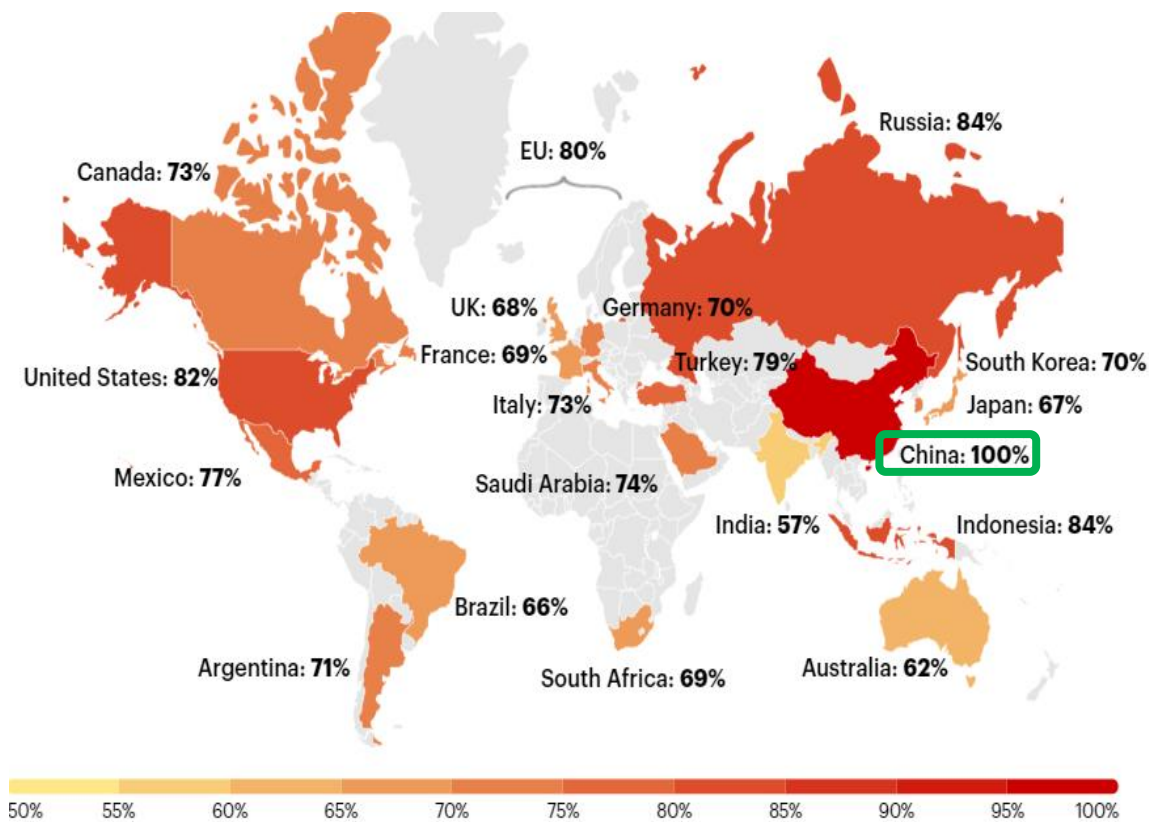 Russia: 84%
EU: 80%
Canada: 73%
UK: 68%
Germany: 70%
France: 69%
Turkey: 79%
South Korea: 70%
United States: 82%
Italy: 73%
Japan: 67%
China: 100%
Mexico: 77%
Saudi Arabia: 74%
India: 57%
Indonesia: 84%
Brazil: 66%
Argentina: 71%
South Africa: 69%
Australia: 62%
50% 55% 60% 65% 70% 75% 80% 85% 90% 95% 100%